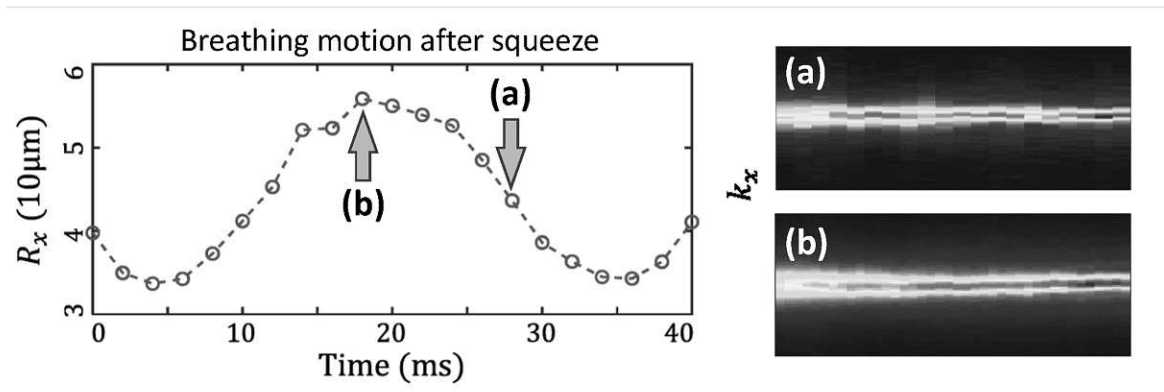 Breathing motion after squeeze
6
5
4
3
R_x (10μm)
(a)
(b)
0
10
20
30
40
Time (ms)
k_x
(a)
(b)